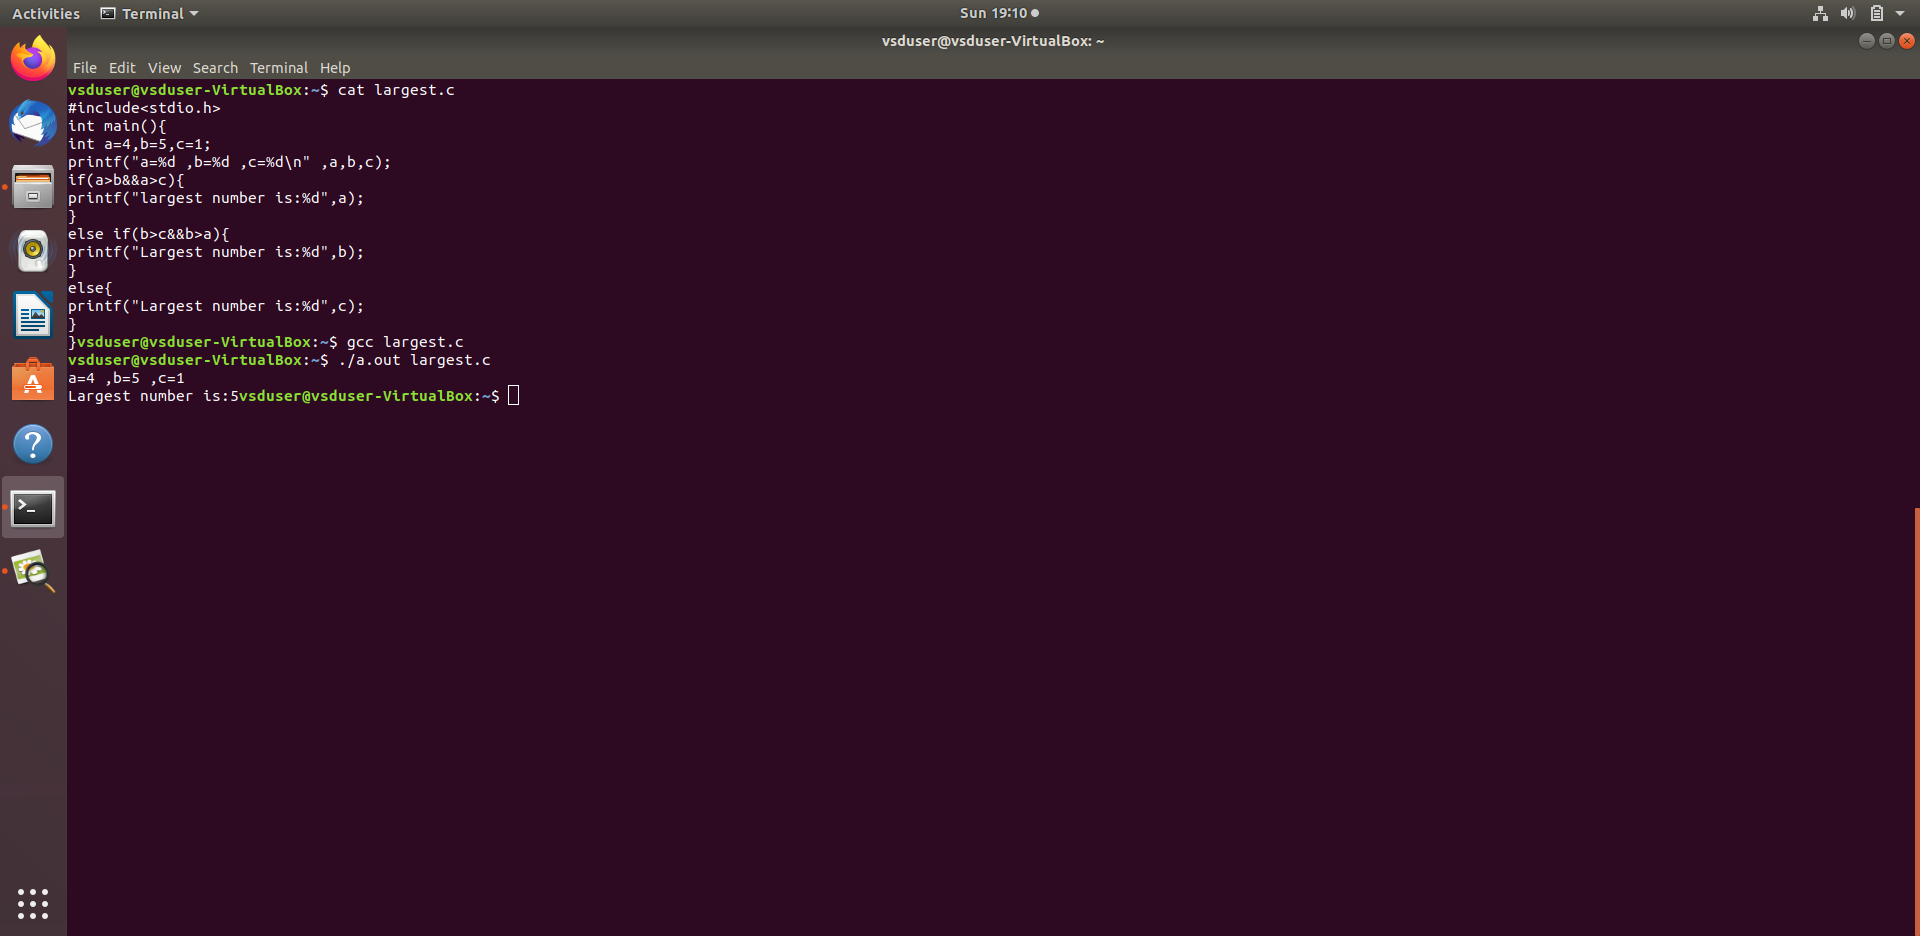 Activities Terminal Sun 19:10
vsduser@vsduser-VirtualBox: ~
File Edit View Search Terminal Help
vsduser@vsduser-VirtualBox:~$ cat largest.c
#include<stdio.h>
int main(){
int a=4,b=5,c=1;
printf("a=%d ,b=%d ,c=%d\n" ,a,b,c);
if(a>b&&a>c){
printf("largest number is:%d",a);
}
else if(b>c&&b>a){
printf("Largest number is:%d",b);
}
else{
printf("Largest number is:%d",c);
}
}vsduser@vsduser-VirtualBox:~$ gcc largest.c
vsduser@vsduser-VirtualBox:~$ ./a.out largest.c
a=4 ,b=5 ,c=1
Largest number is:5vsduser@vsduser-VirtualBox:~$